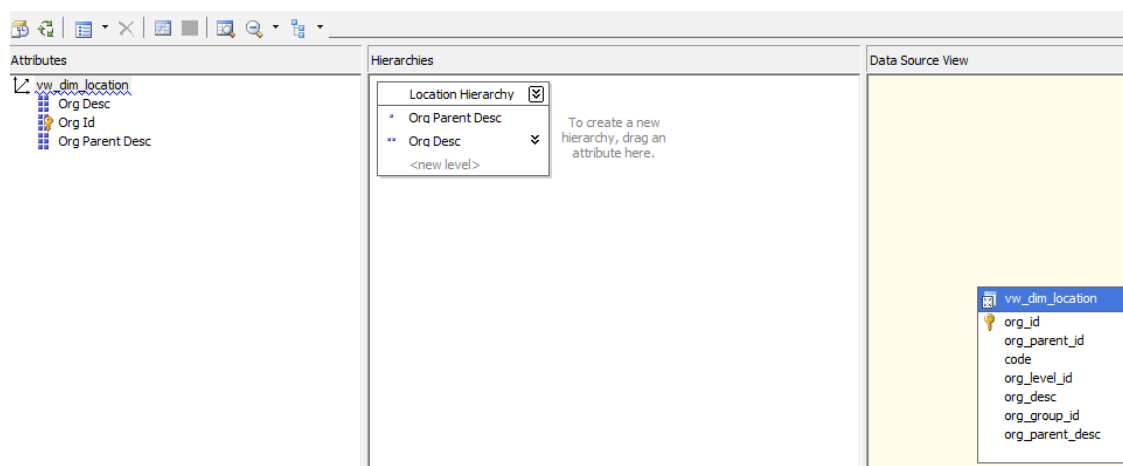 Attributes
vw_dim_location
Org Desc
Org Id
Org Parent Desc
Hierarchies
Location Hierarchy
Org Parent Desc
Org Desc
<new level>
To create a new
hierarchy, drag an
attribute here.
Data Source View
vw_dim_location
org_id
org_parent_id
code
org_level_id
org_desc
org_group_id
org_parent_desc